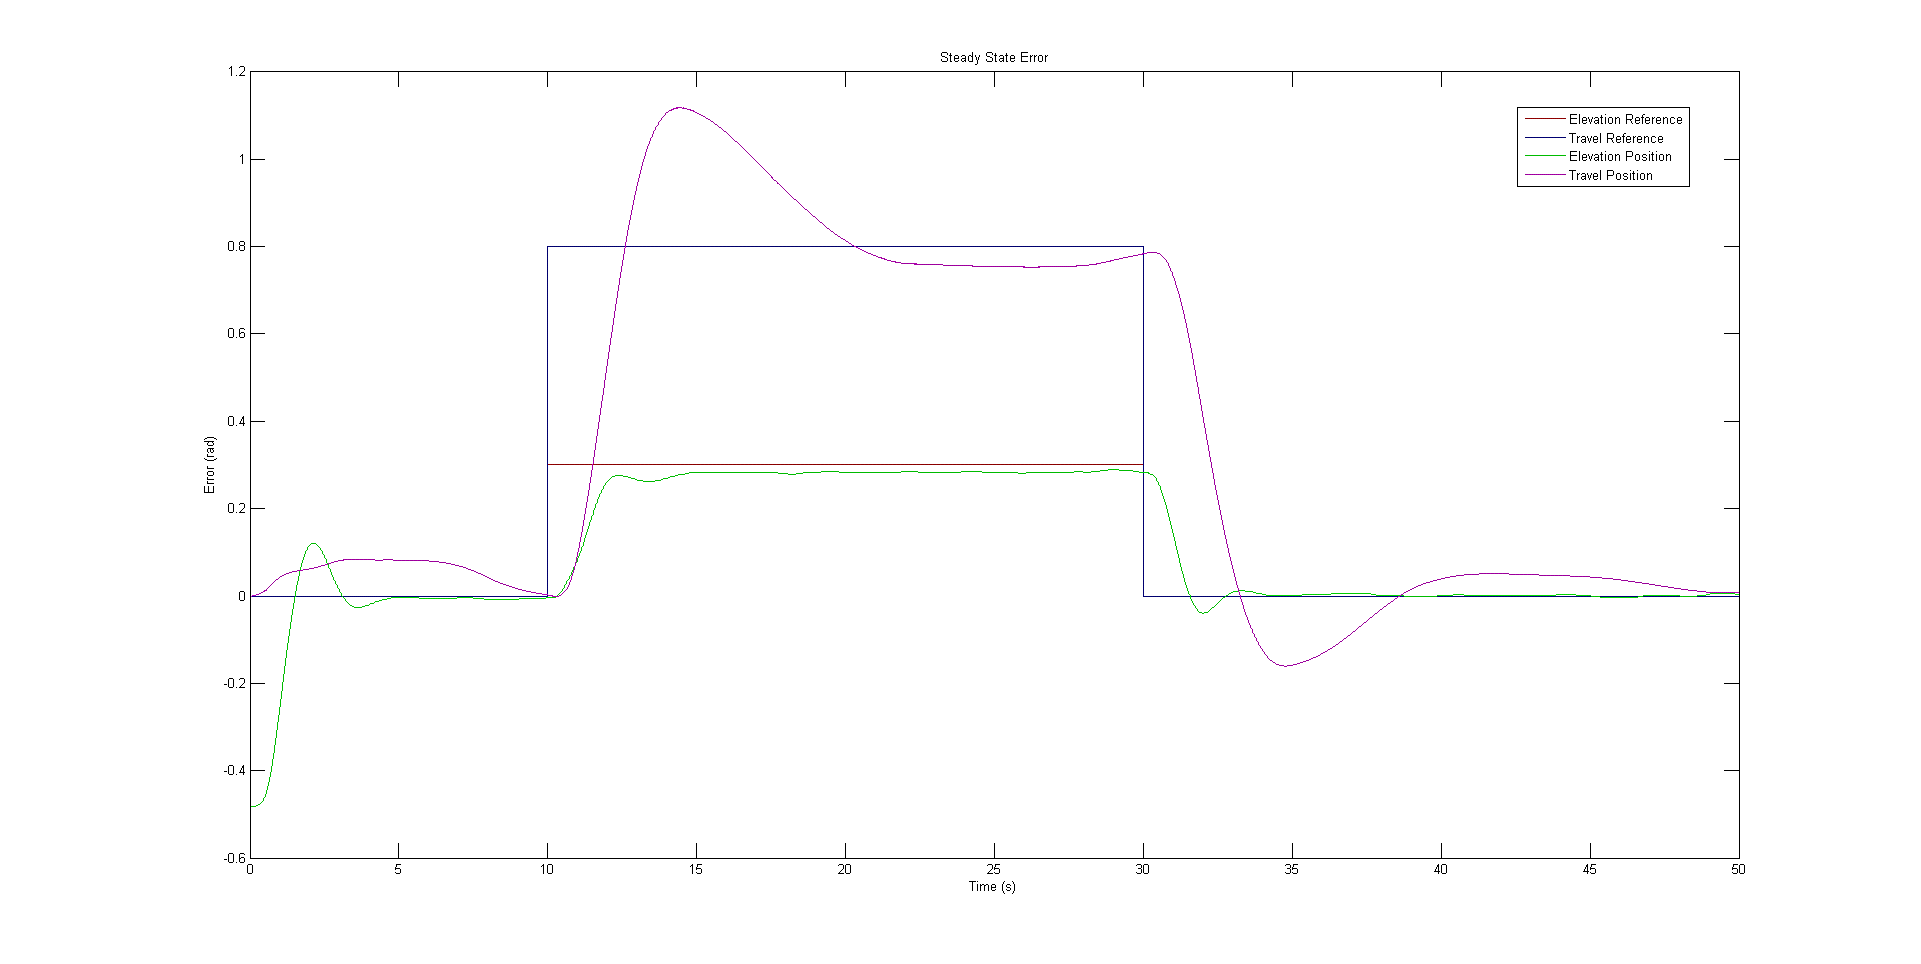 Steady State Error
1.2
1
0.8
0.6
0.4
0.2
0
-0.2
-0.4
-0.6
Error (rad)
Elevation Reference
Travel Reference
Elevation Position
Travel Position
0 5 10 15 20 25 30 35 40 45 50
Time (s)